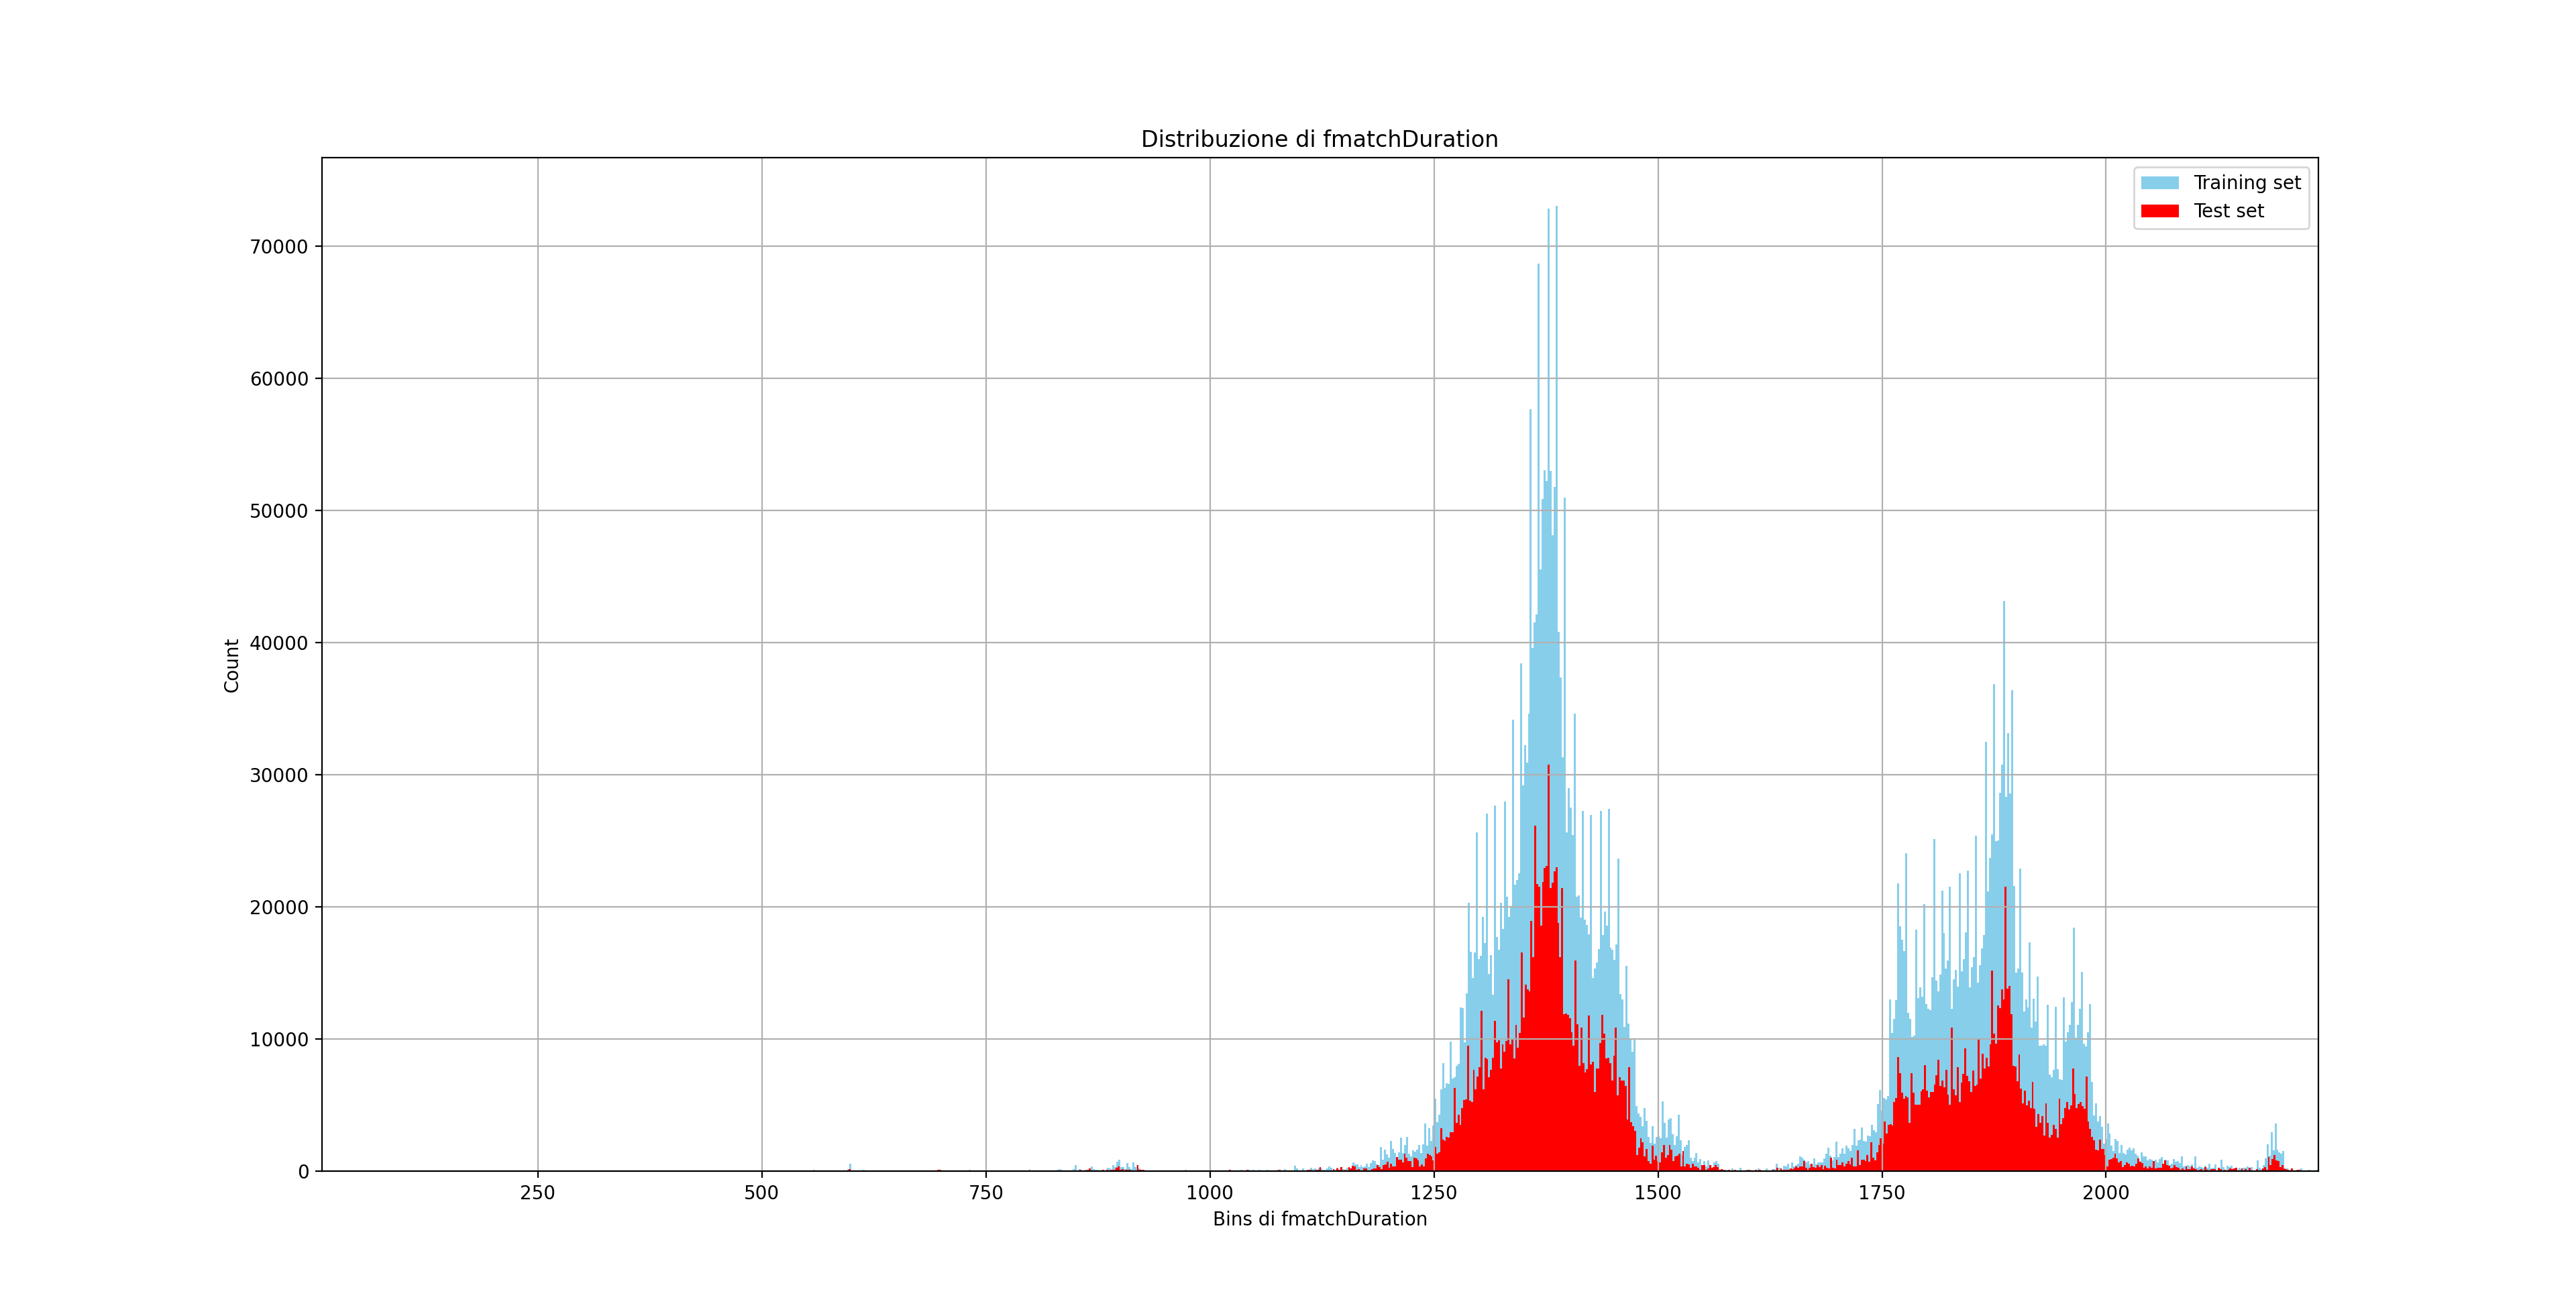 Distribuzione di fmatchDuration
Training set
Test set
70000
60000
50000
40000
30000
20000
10000
0
Count
250 500 750 1000 1250 1500 1750 2000
Bins di fmatchDuration